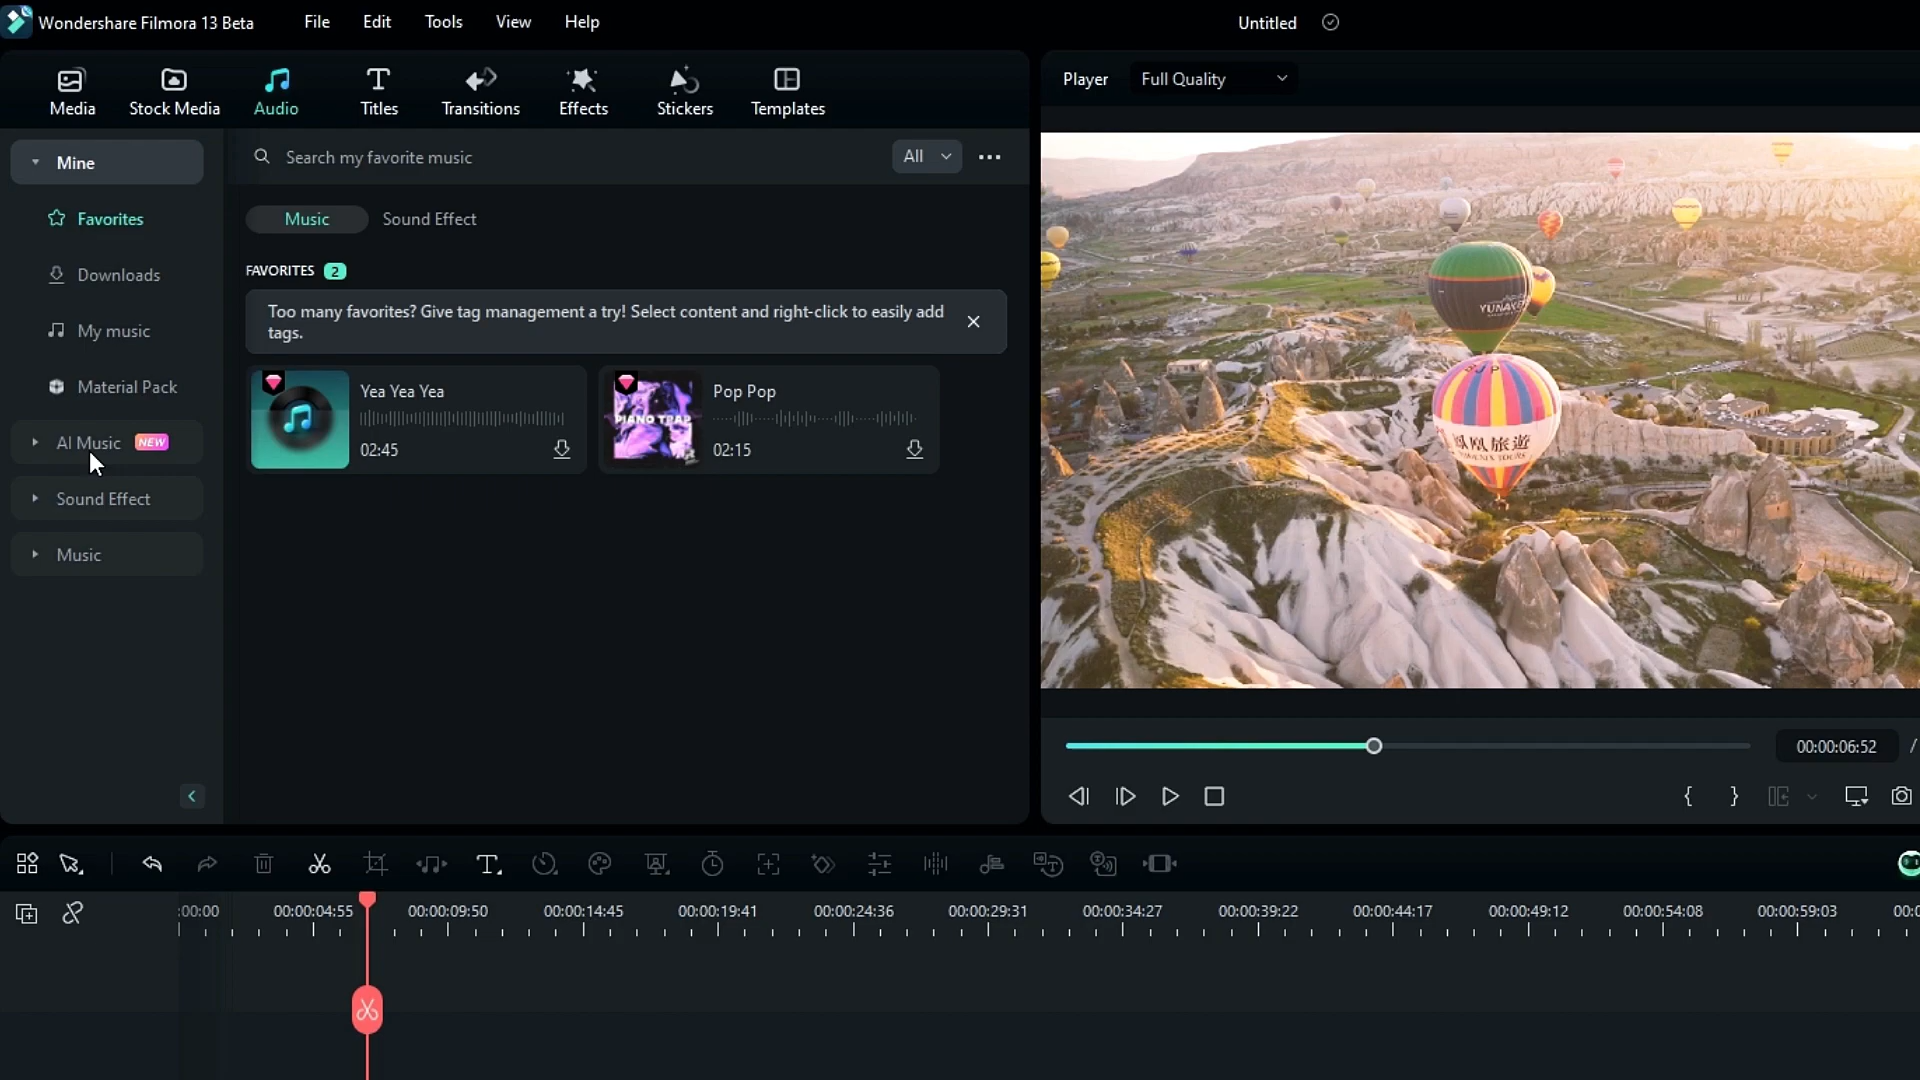 Wondershare Filmora 13 Beta
File
Edit
Tools
View
Help
Untitled
Media
Stock Media
Audio
Titles
Transitions
Effects
Stickers
Templates
Player
Full Quality
Mine
Search my favorite music
All
Favorites
Music
Sound Effect
Downloads
FAVORITES 2
Too many favorites? Give tag management a try! Select content and right-click to easily add
tags.
My music
Material Pack
Yea Yea Yea
02:45
PIANO TRAP
Pop Pop
02:15
AI Music NEW
Sound Effect
Music
鳳凰旅遊
00:00:06:52 /
:00:00
00:00:04:55
00:00:09:50
00:00:14:45
00:00:19:41
00:00:24:36
00:00:29:31
00:00:34:27
00:00:39:22
00:00:44:17
00:00:49:12
00:00:54:08
00:00:59:03